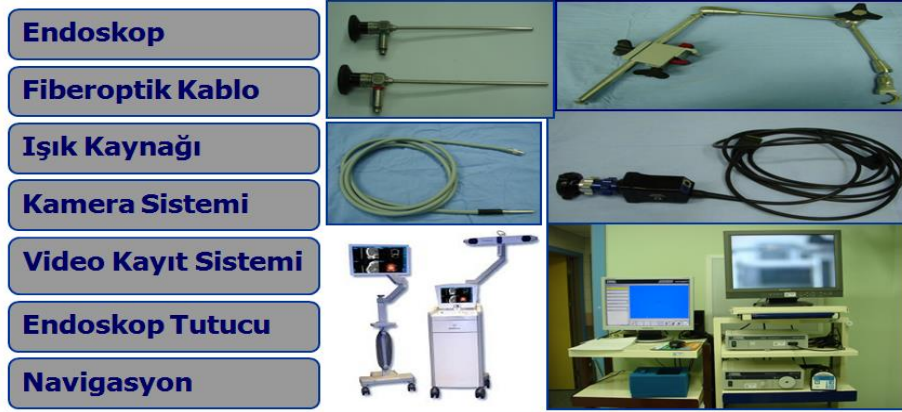 Endoskop
Fiberoptik Kablo
Işık Kaynağı
Kamera Sistemi
Video Kayıt Sistemi
Endoskop Tutucu
Navigasyon